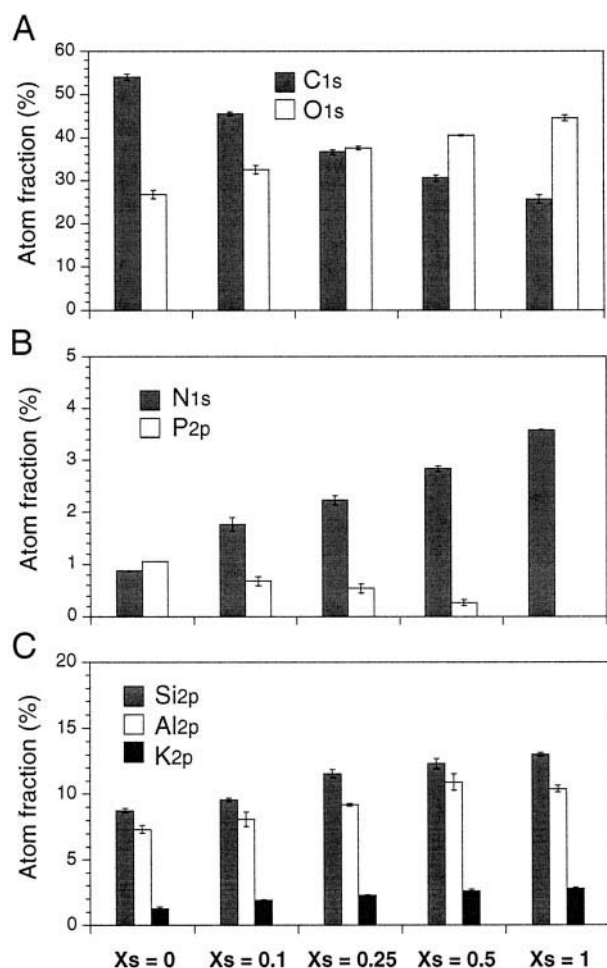 A
Atom fraction (%)
60
50
40
30
20
10
0
C1s
O1s
B
Atom fraction (%)
5
4
3
2
1
0
N1s
P2p
C
Atom fraction (%)
20
15
10
5
0
Si2p
Al2p
K2p
Xs = 0 Xs = 0.1 Xs = 0.25 Xs = 0.5 Xs = 1